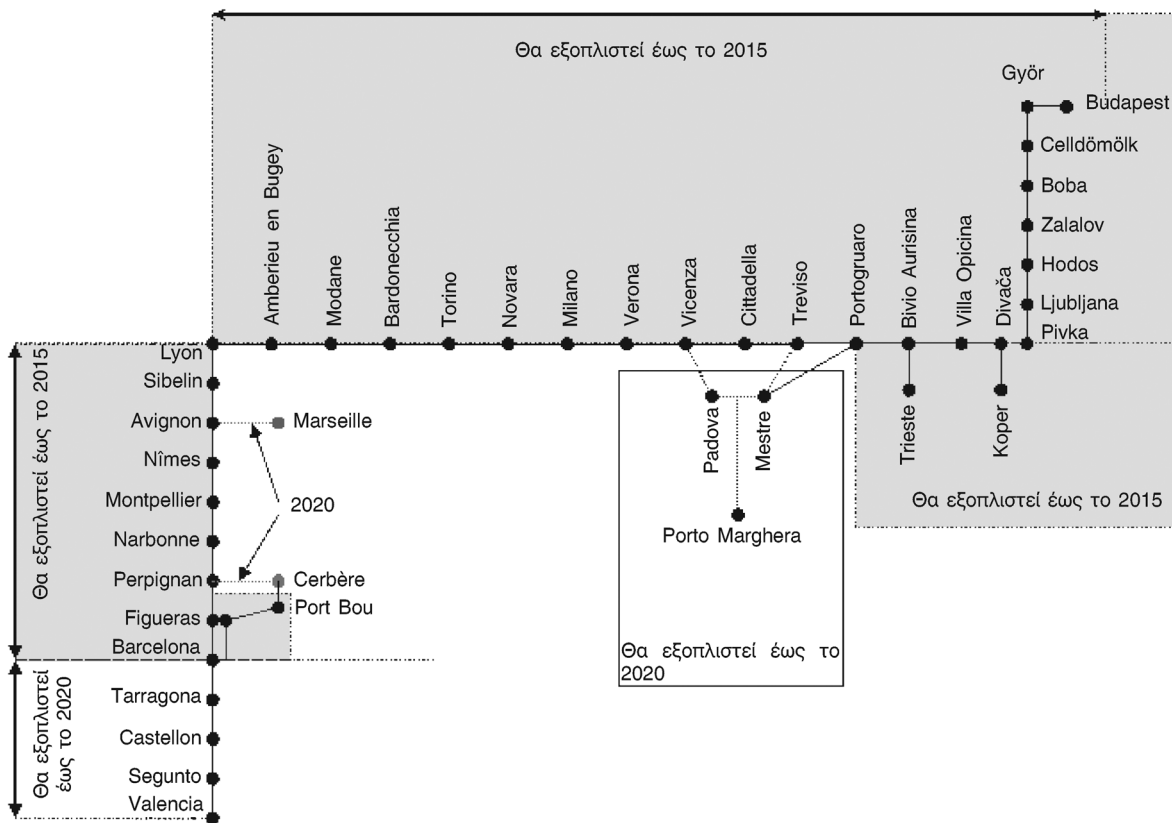 Θα εξοπλιστεί έως το 2015
Györ
Budapest
Celldömölk
Boba
Zalalov
Hodos
Ljubljana
Pivka
Amberieu en Bugey
Modane
Bardonecchia
Torino
Novara
Milano
Verona
Vicenza
Cittadella
Treviso
Portogruaro
Bivio Aurisina
Villa Opicina
Divača
Θα εξοπλιστεί έως το 2015
Lyon
Sibelin
Avignon
Marseille
Nîmes
Montpellier
2020
Narbonne
Perpignan
Cerbère
Figueras
Port Bou
Barcelona
Padova
Mestre
Trieste
Koper
Θα εξοπλιστεί έως το 2015
Porto Marghera
Θα εξοπλιστεί έως το
2020
Θα εξοπλιστεί
έως το 2020
Tarragona
Castellon
Segunto
Valencia